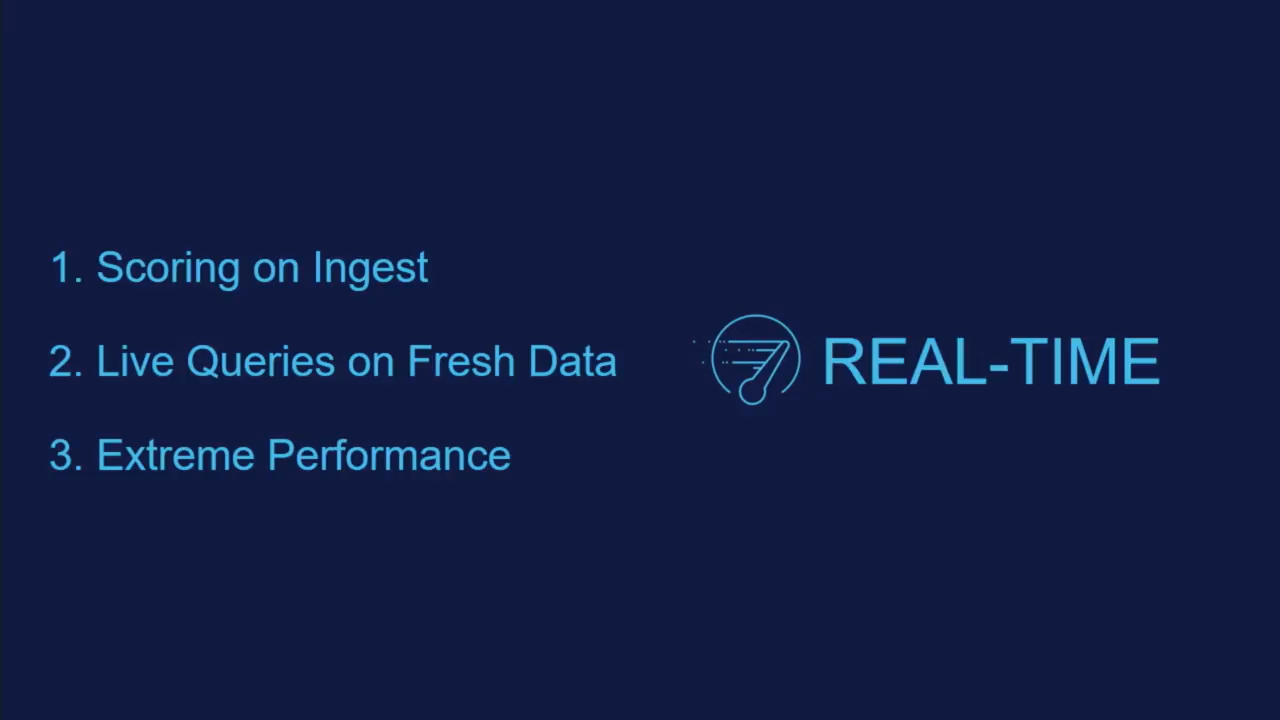 1. Scoring on Ingest
2. Live Queries on Fresh Data
3. Extreme Performance
REAL-TIME